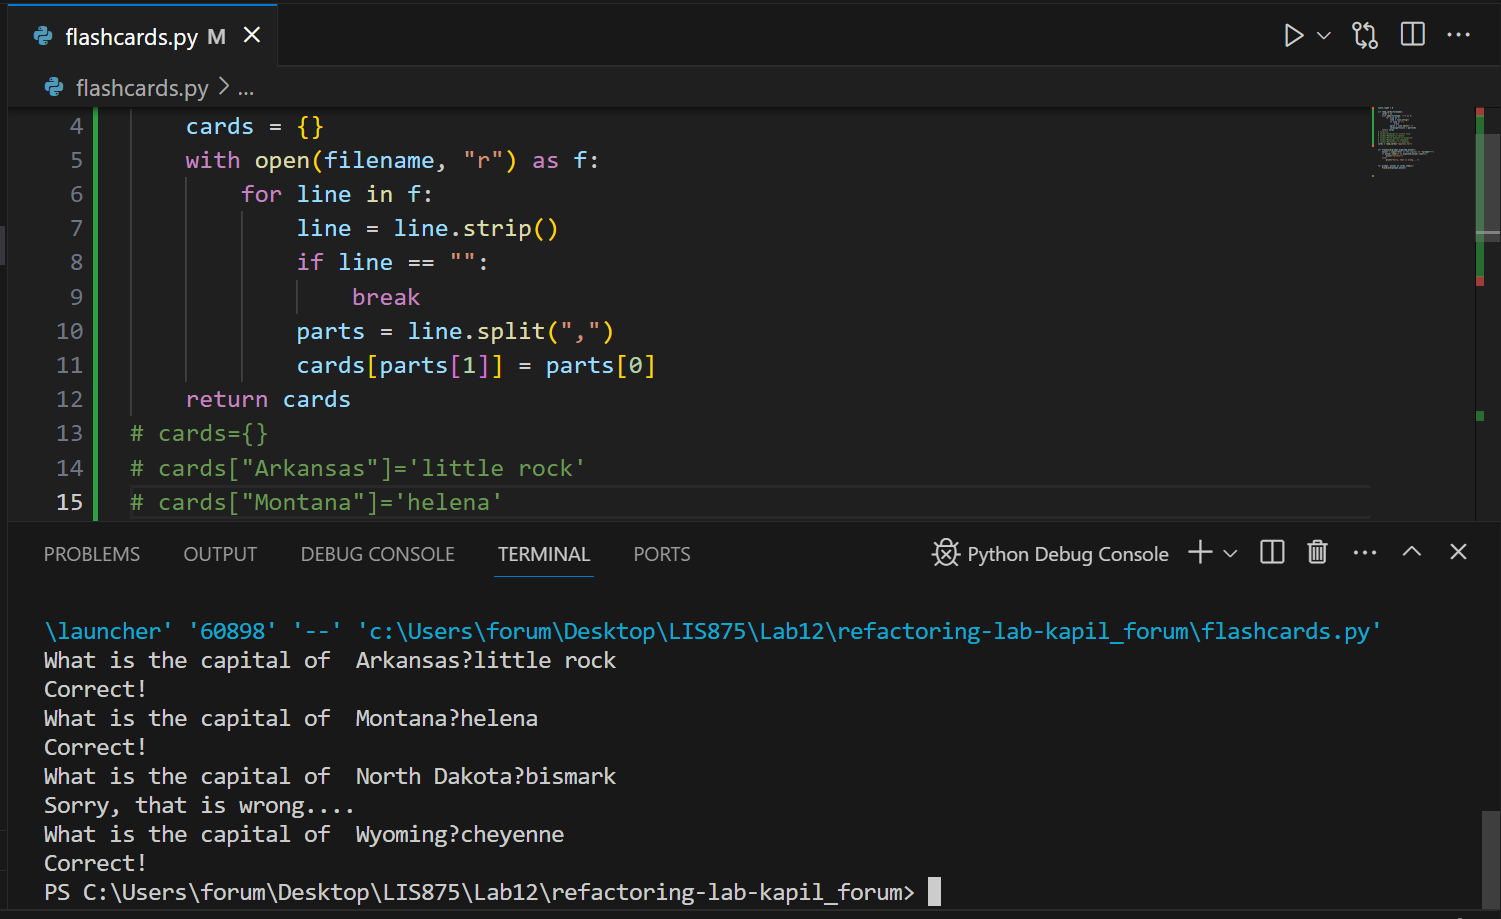 flashcards.py M
flashcards.py > ...
4 cards = {}
5 with open(filename, "r") as f:
6 for line in f:
7 line = line.strip()
8 if line == "":
9 break
10 parts = line.split(",")
11 cards[parts[1]] = parts[0]
12 return cards
13 # cards={}
14 # cards["Arkansas"]='little rock'
15 # cards["Montana"]='helena'
PROBLEMS OUTPUT DEBUG CONSOLE TERMINAL PORTS Python Debug Console
\launcher' '60898' '--' 'c:\Users\forum\Desktop\LIS875\Lab12\refactoring-lab-kapil_forum\flashcards.py'
What is the capital of  Arkansas?little rock
Correct!
What is the capital of  Montana?helena
Correct!
What is the capital of  North Dakota?bismark
Sorry, that is wrong....
What is the capital of  Wyoming?cheyenne
Correct!
PS C:\Users\forum\Desktop\LIS875\Lab12\refactoring-lab-kapil_forum>